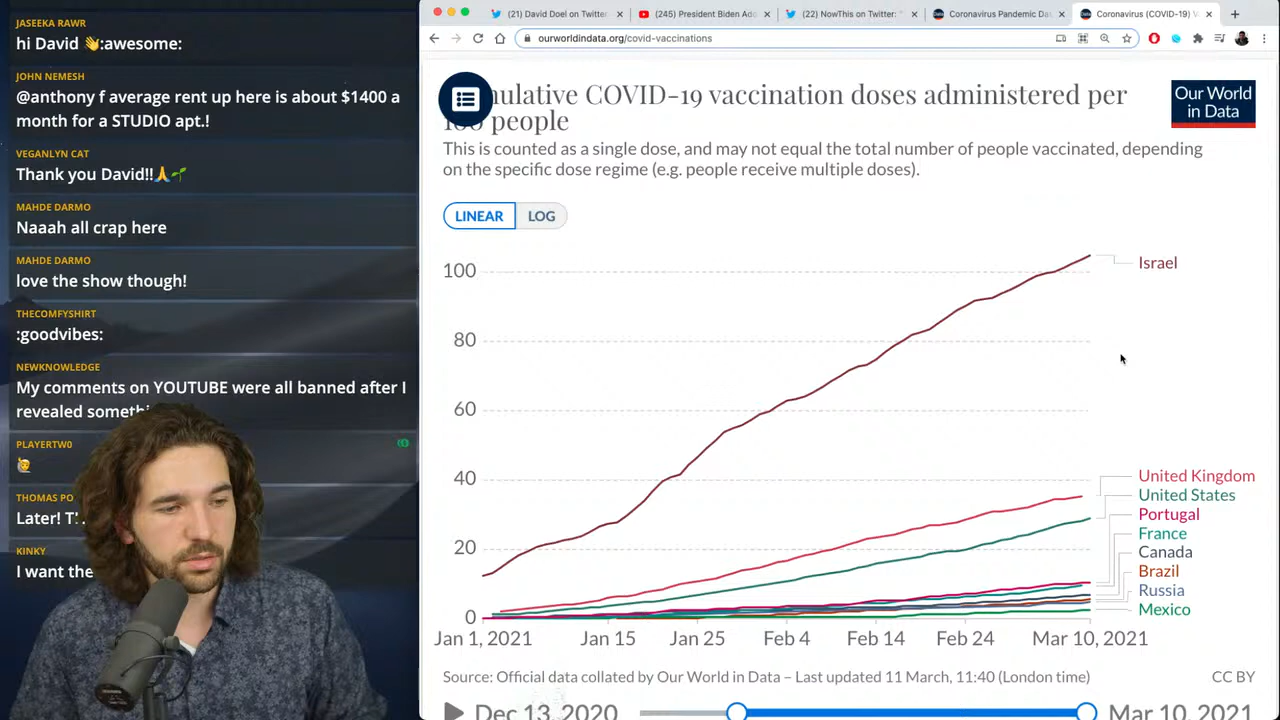 JASEEKA RAWR
hi David 👋:awesome:
JOHN NEMESH
@anthony f average rent up here is about $1400 a
month for a STUDIO apt.!
VEGANLYN CAT
Thank you David!!🙏🌱
MAHDE DARMO
Naaah all crap here
MAHDE DARMO
love the show though!
THECOMFYSHIRT
:goodvibes:
NEWKNOWLEDGE
My comments on YOUTUBE were all banned after I
revealed
PLAYERTW0
🙋
THOMAS PO
Later!
KINKY
I want the
(21) David Doel on Twitter
(245) President Biden Add
(22) NowThis on Twitter: "
Coronavirus Pandemic Da
Coronavirus (COVID-19) V
ourworldindata.org/covid-vaccinations
COVID-19 vaccination doses administered per
people
Our World
in Data
This is counted as a single dose, and may not equal the total number of people vaccinated, depending
on the specific dose regime (e.g. people receive multiple doses).
LINEAR
LOG
100
80
60
40
20
0
Israel
United Kingdom
United States
Portugal
France
Canada
Brazil
Russia
Mexico
Jan 1, 2021
Jan 15
Jan 25
Feb 4
Feb 14
Feb 24
Mar 10, 2021
Source: Official data collated by Our World in Data – Last updated 11 March, 11:40 (London time)
CC BY
Dec 13, 2020
Mar 10, 2021